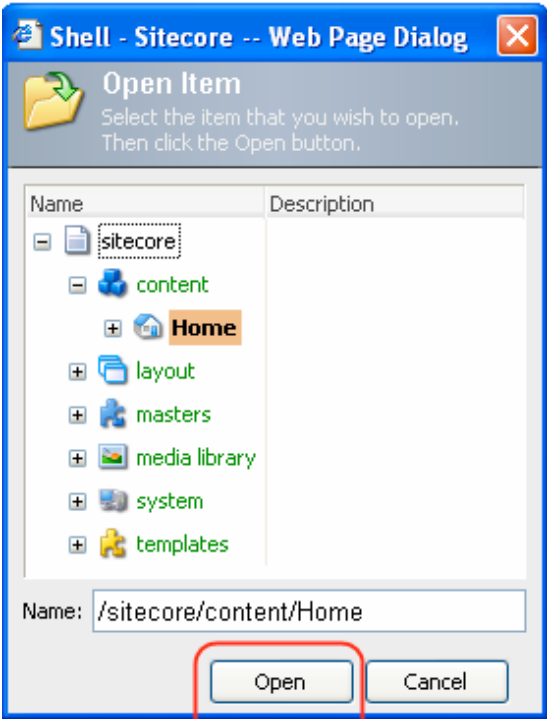 Shell - Sitecore -- Web Page Dialog
Open Item
Select the item that you wish to open.
Then click the Open button.
Name Description
sitecore
content
Home
layout
masters
media library
system
templates
Name: /sitecore/content/Home
Open Cancel